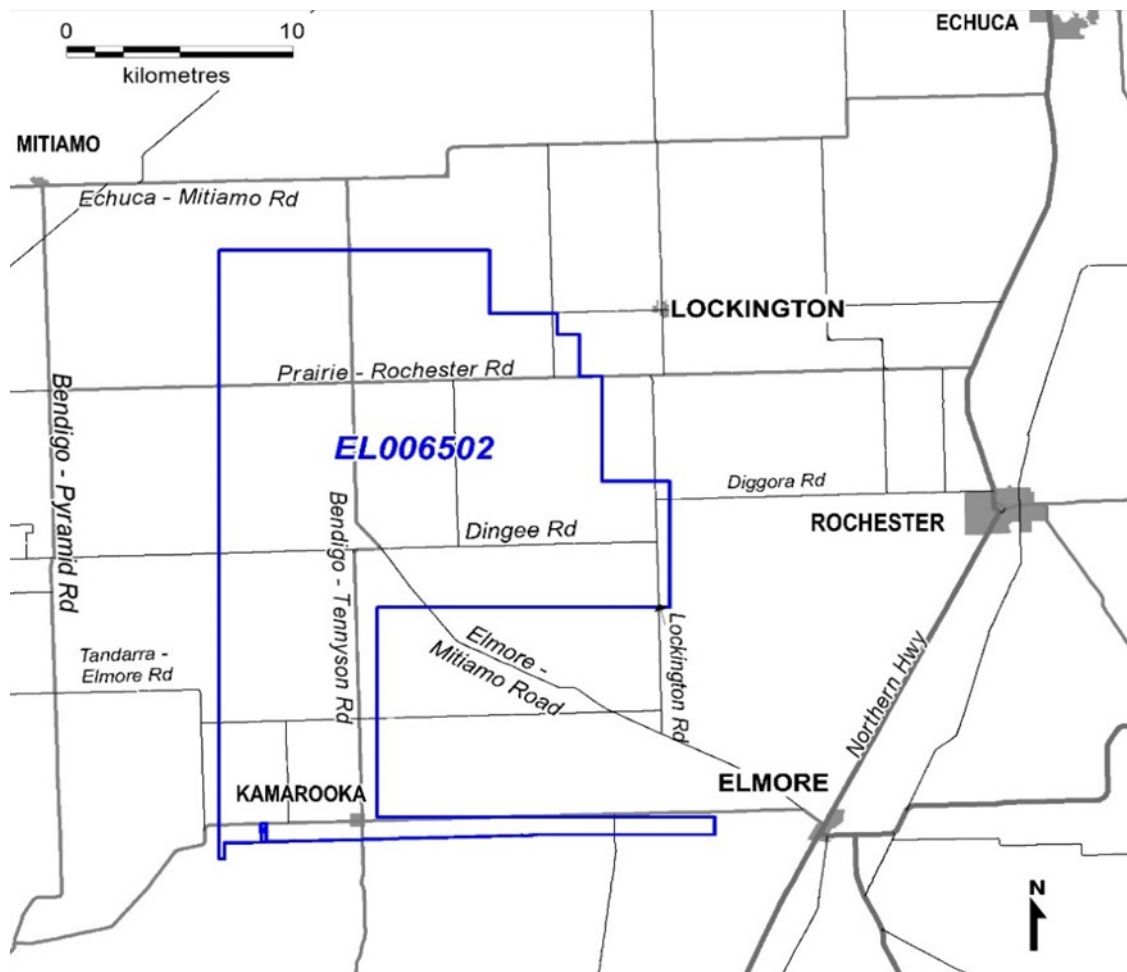 0 10
kilometres
ECHUCA
MITIAMO
Echuca - Mitiamo Rd
LOCKINGTON
Prairie - Rochester Rd
Bendigo - Pyramid Rd
EL006502
Bendigo - Tennyson Rd
Diggora Rd
ROCHESTER
Dingee Rd
Tandarra -
Elmore Rd
Elmore -
Mitiamo Road
Lockington Rd
Northern Hwy
ELMORE
KAMAROOKA
N